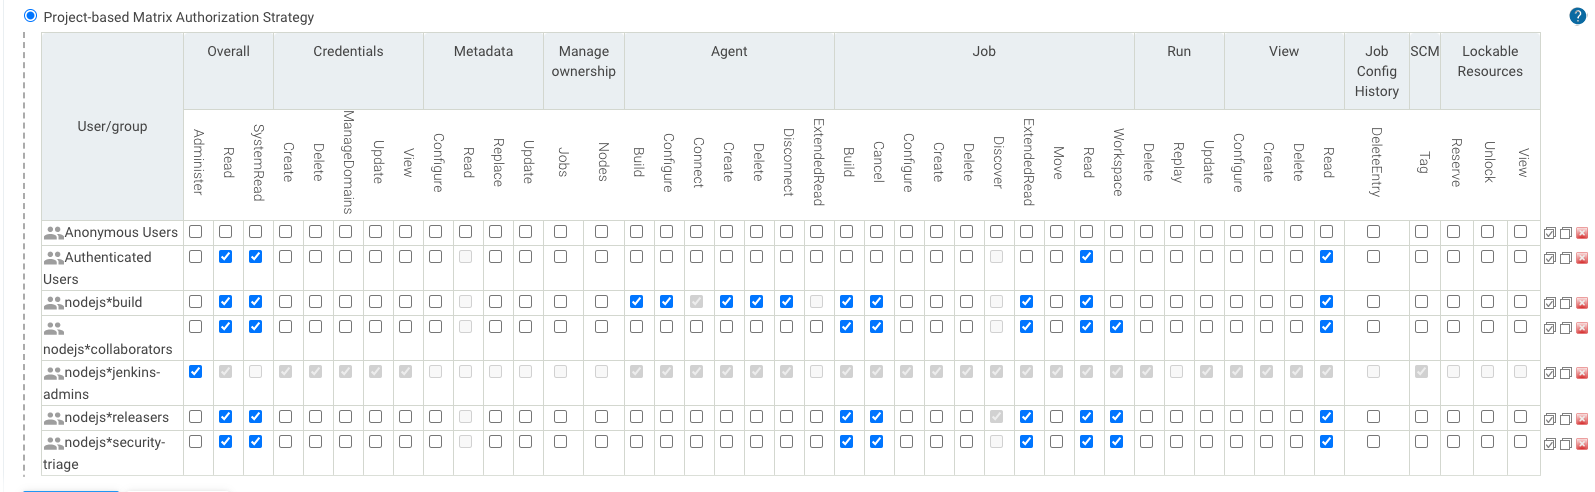 Project-based Matrix Authorization Strategy
?
User/group
Overall
Credentials
Metadata
Manage
ownership
Agent
Job
Run
View
Job
Config
History
SCM
Lockable
Resources
Administer
Read
SystemRead
Create
Delete
ManageDomains
Update
View
Configure
Read
Replace
Update
Jobs
Nodes
Build
Configure
Connect
Create
Delete
Disconnect
ExtendedRead
Build
Cancel
Configure
Create
Delete
Discover
ExtendedRead
Move
Read
Workspace
Delete
Replay
Update
Configure
Create
Delete
Read
DeleteEntry
Tag
Reserve
Unlock
View
Anonymous Users
Authenticated
Users
nodejs*build
nodejs*collaborators
nodejs*jenkins-
admins
nodejs*releasers
nodejs*security-
triage